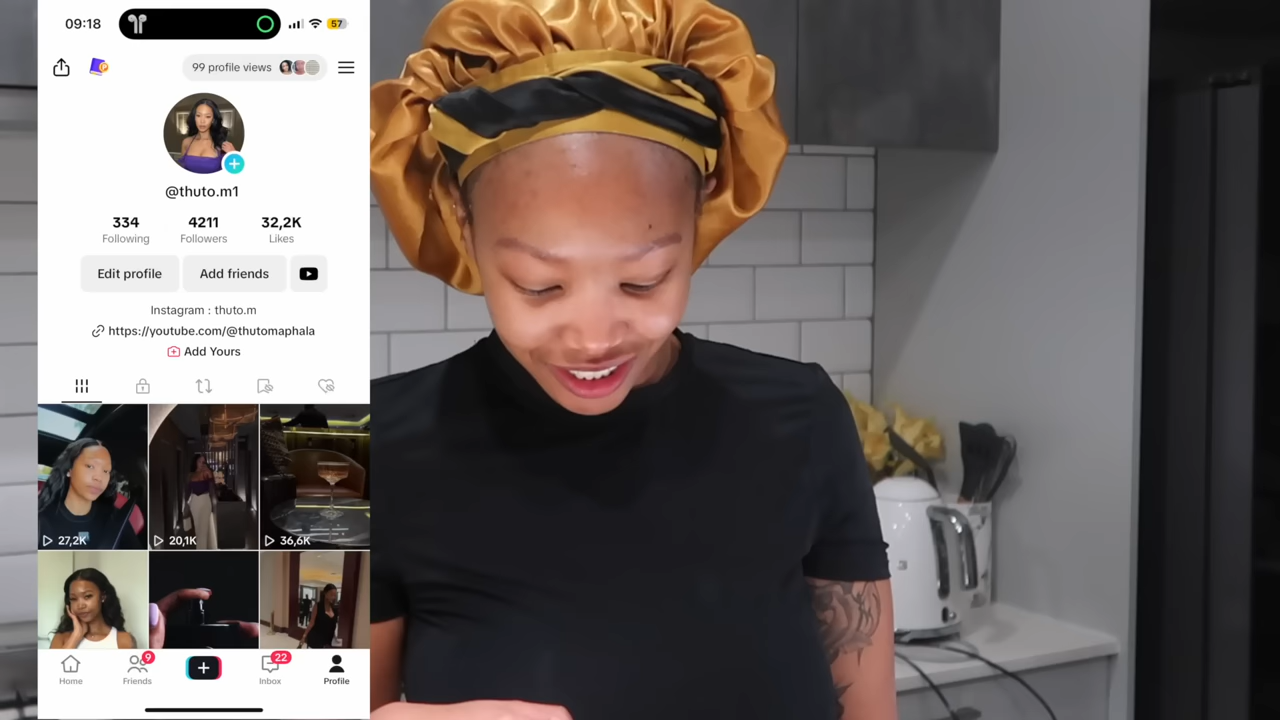 09:18
57
99 profile views
@thuto.m1
334 4211 32,2K
Following Followers Likes
Edit profile Add friends
Instagram : thuto.m
https://youtube.com/@thutomaphala
Add Yours
27,2K 20,1K 36,6K
9 22
Home Friends Inbox Profile